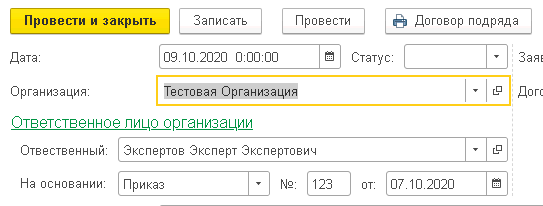 Провести и закрыть Записать Провести Договор подряда
Дата: 09.10.2020 0:00:00 Статус: Заяв
Организация: Тестовая Организация Дого
Ответственное лицо организации
Отвественный: Экспертов Эксперт Экспертович
На основании: Приказ №: 123 от: 07.10.2020